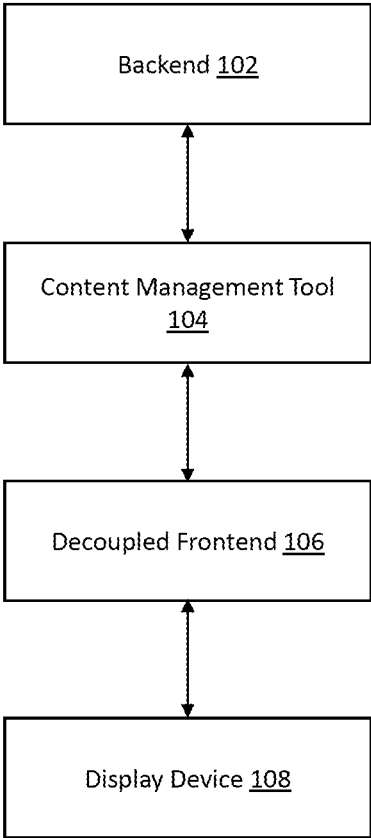 Backend 102
Content Management Tool
104
Decoupled Frontend 106
Display Device 108